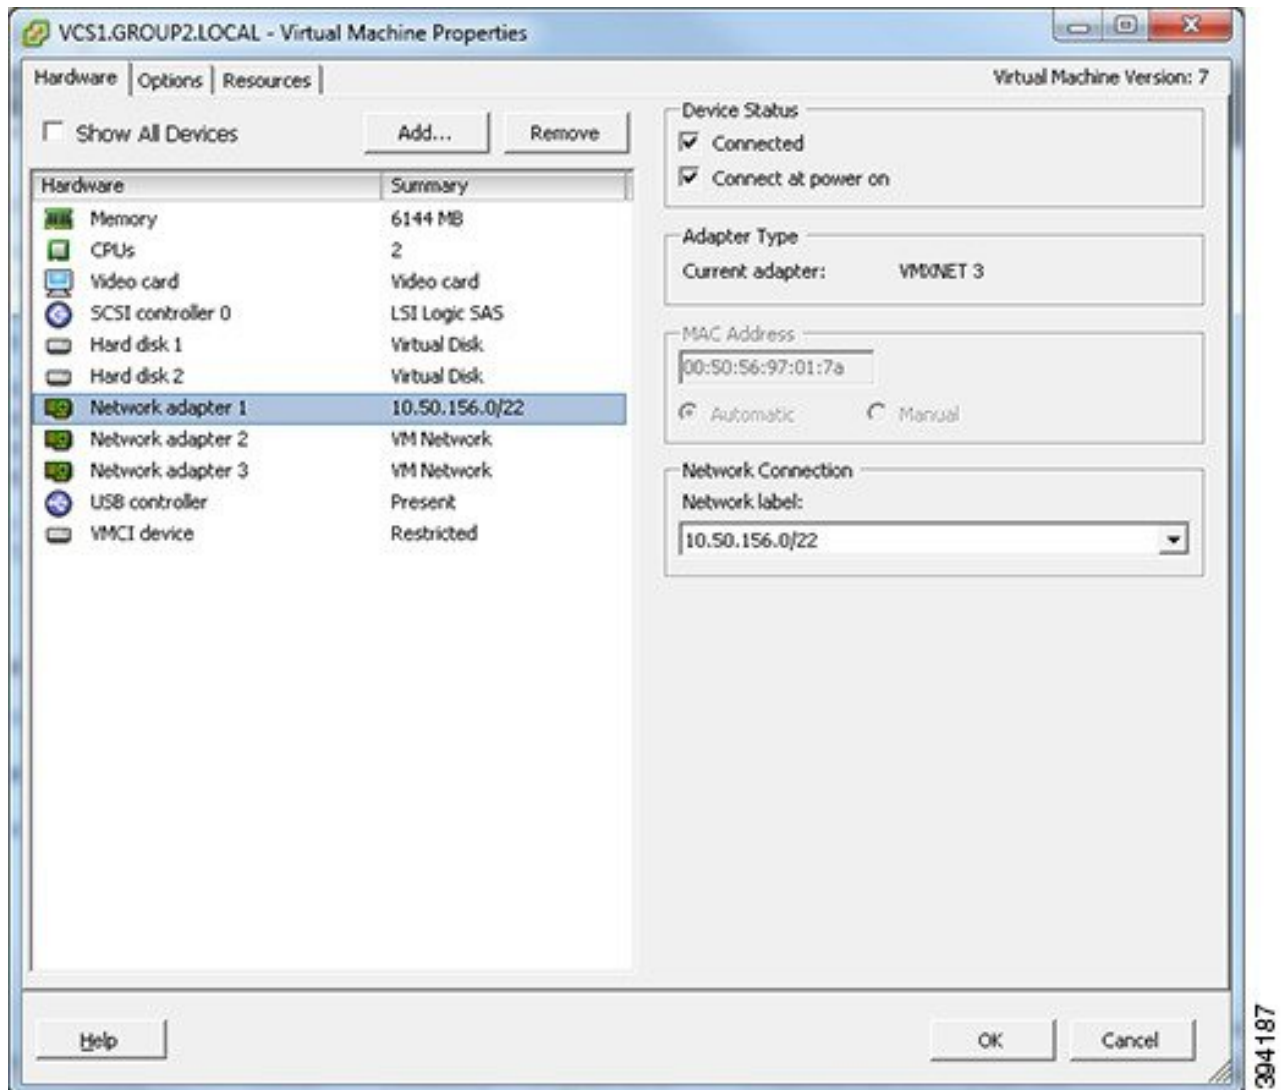 VCS1.GROUP2.LOCAL - Virtual Machine Properties
Hardware Options Resources
Virtual Machine Version: 7
Show All Devices
Add...
Remove
Hardware Summary
Memory 6144 MB
CPUs 2
Video card Video card
SCSI controller 0 LSI Logic SAS
Hard disk 1 Virtual Disk
Hard disk 2 Virtual Disk
Network adapter 1 10.50.156.0/22
Network adapter 2 VM Network
Network adapter 3 VM Network
USB controller Present
VMCI device Restricted
Device Status
Connected
Connect at power on
Adapter Type
Current adapter: VMXNET 3
MAC Address
00:50:56:97:01:7a
Automatic Manual
Network Connection
Network label:
10.50.156.0/22
Help
OK
Cancel
394187